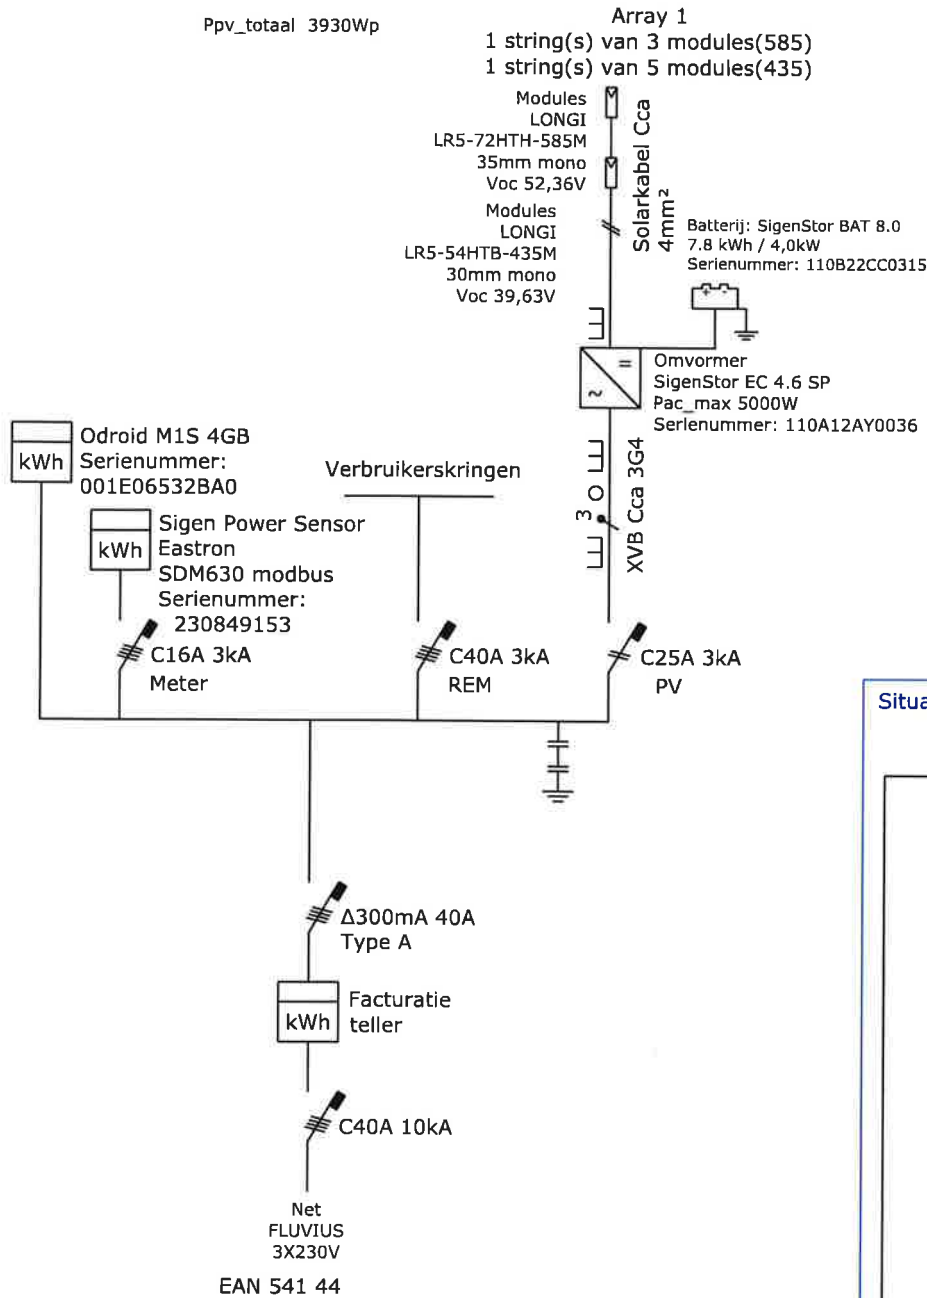 Ppv_totaal 3930Wp
Array 1
1 string(s) van 3 modules(585)
1 string(s) van 5 modules(435)
Modules
LONGI
LR5-72HTH-585M
35mm mono
Voc 52,36V
Modules
LONGI
LR5-54HTB-435M
30mm mono
Voc 39,63V
Solarkabel Cca
4mm²
Batterij: SigenStor BAT 8.0
7.8 kWh / 4,0kW
Serienummer: 110B22CC0315
+ -
=
~
Omvormer
SigenStor EC 4.6 SP
Pac_max 5000W
Serienummer: 110A12AY0036
kWh
Odroid M1S 4GB
Serienummer:
001E06532BA0
kWh
Sigen Power Sensor
Eastron
SDM630 modbus
Serienummer:
230849153
Verbruikerskringen
3
XVB Cca 3G4
C16A 3kA
Meter
C40A 3kA
REM
C25A 3kA
PV
Situa
Δ300mA 40A
Type A
kWh
Facturatie
teller
C40A 10kA
Net
FLUVIUS
3X230V
EAN 541 44